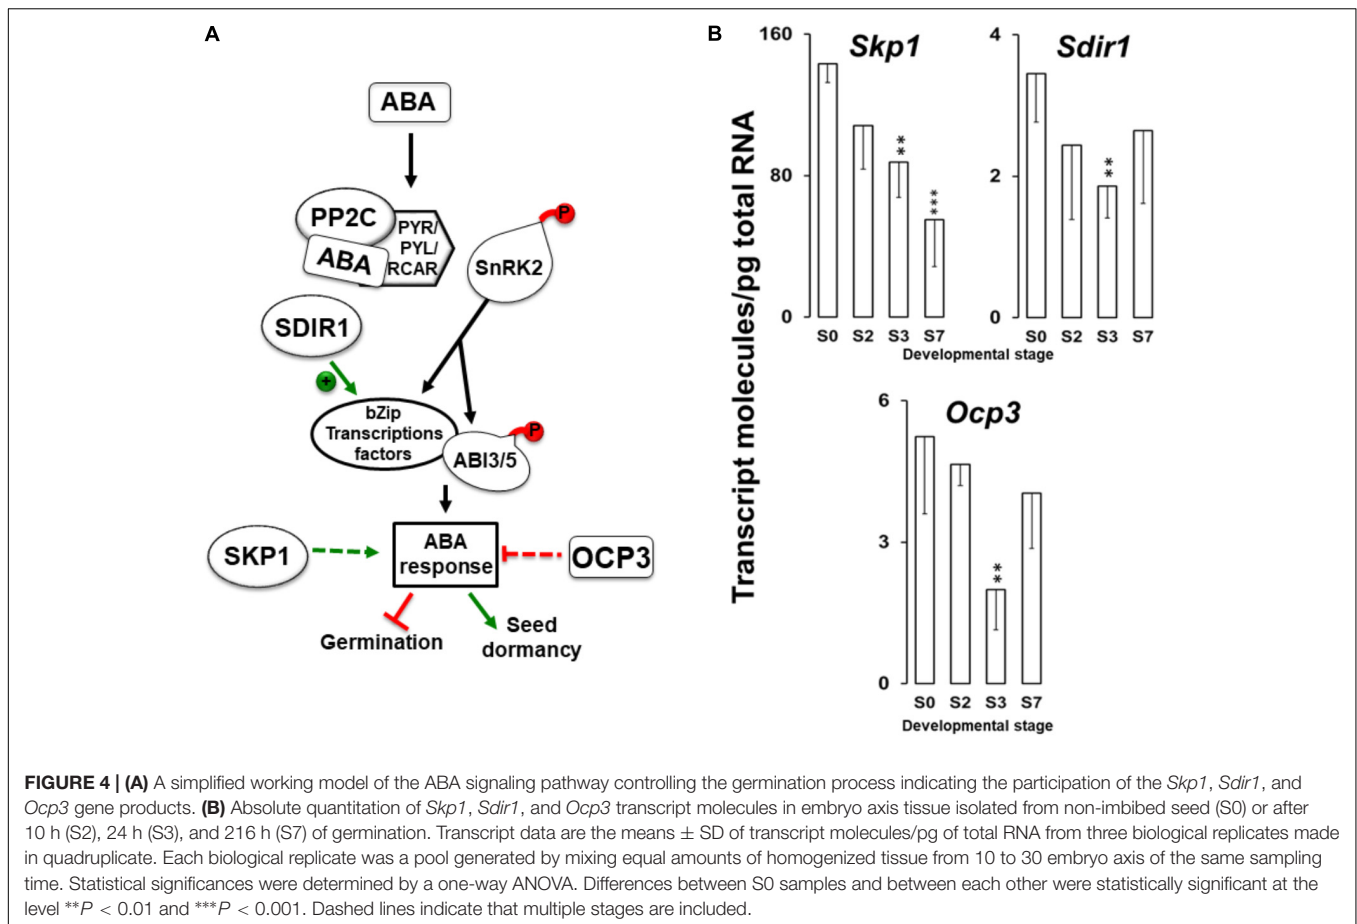 A
ABA
PP2C
PYR/
PYL/
RCAR
ABA
P
SnRK2
SDIR1
+
bZip
Transcriptions
factors
P
ABI3/5
SKP1
ABA
response
OCP3
Germination
Seed
dormancy
B
Transcript molecules/pg total RNA
160
80
0
Skp1
**
***
S0 S2 S3 S7
Developmental stage
4
2
0
Sdir1
**
S0 S2 S3 S7
6
3
0
Ocp3
**
S0 S2 S3 S7
Developmental stage
FIGURE 4 | (A) A simplified working model of the ABA signaling pathway controlling the germination process indicating the participation of the Skp1, Sdir1, and
Ocp3 gene products. (B) Absolute quantitation of Skp1, Sdir1, and Ocp3 transcript molecules in embryo axis tissue isolated from non-imbibed seed (S0) or after
10 h (S2), 24 h (S3), and 216 h (S7) of germination. Transcript data are the means ± SD of transcript molecules/pg of total RNA from three biological replicates made
in quadruplicate. Each biological replicate was a pool generated by mixing equal amounts of homogenized tissue from 10 to 30 embryo axis of the same sampling
time. Statistical significances were determined by a one-way ANOVA. Differences between S0 samples and between each other were statistically significant at the
level **P < 0.01 and ***P < 0.001. Dashed lines indicate that multiple stages are included.